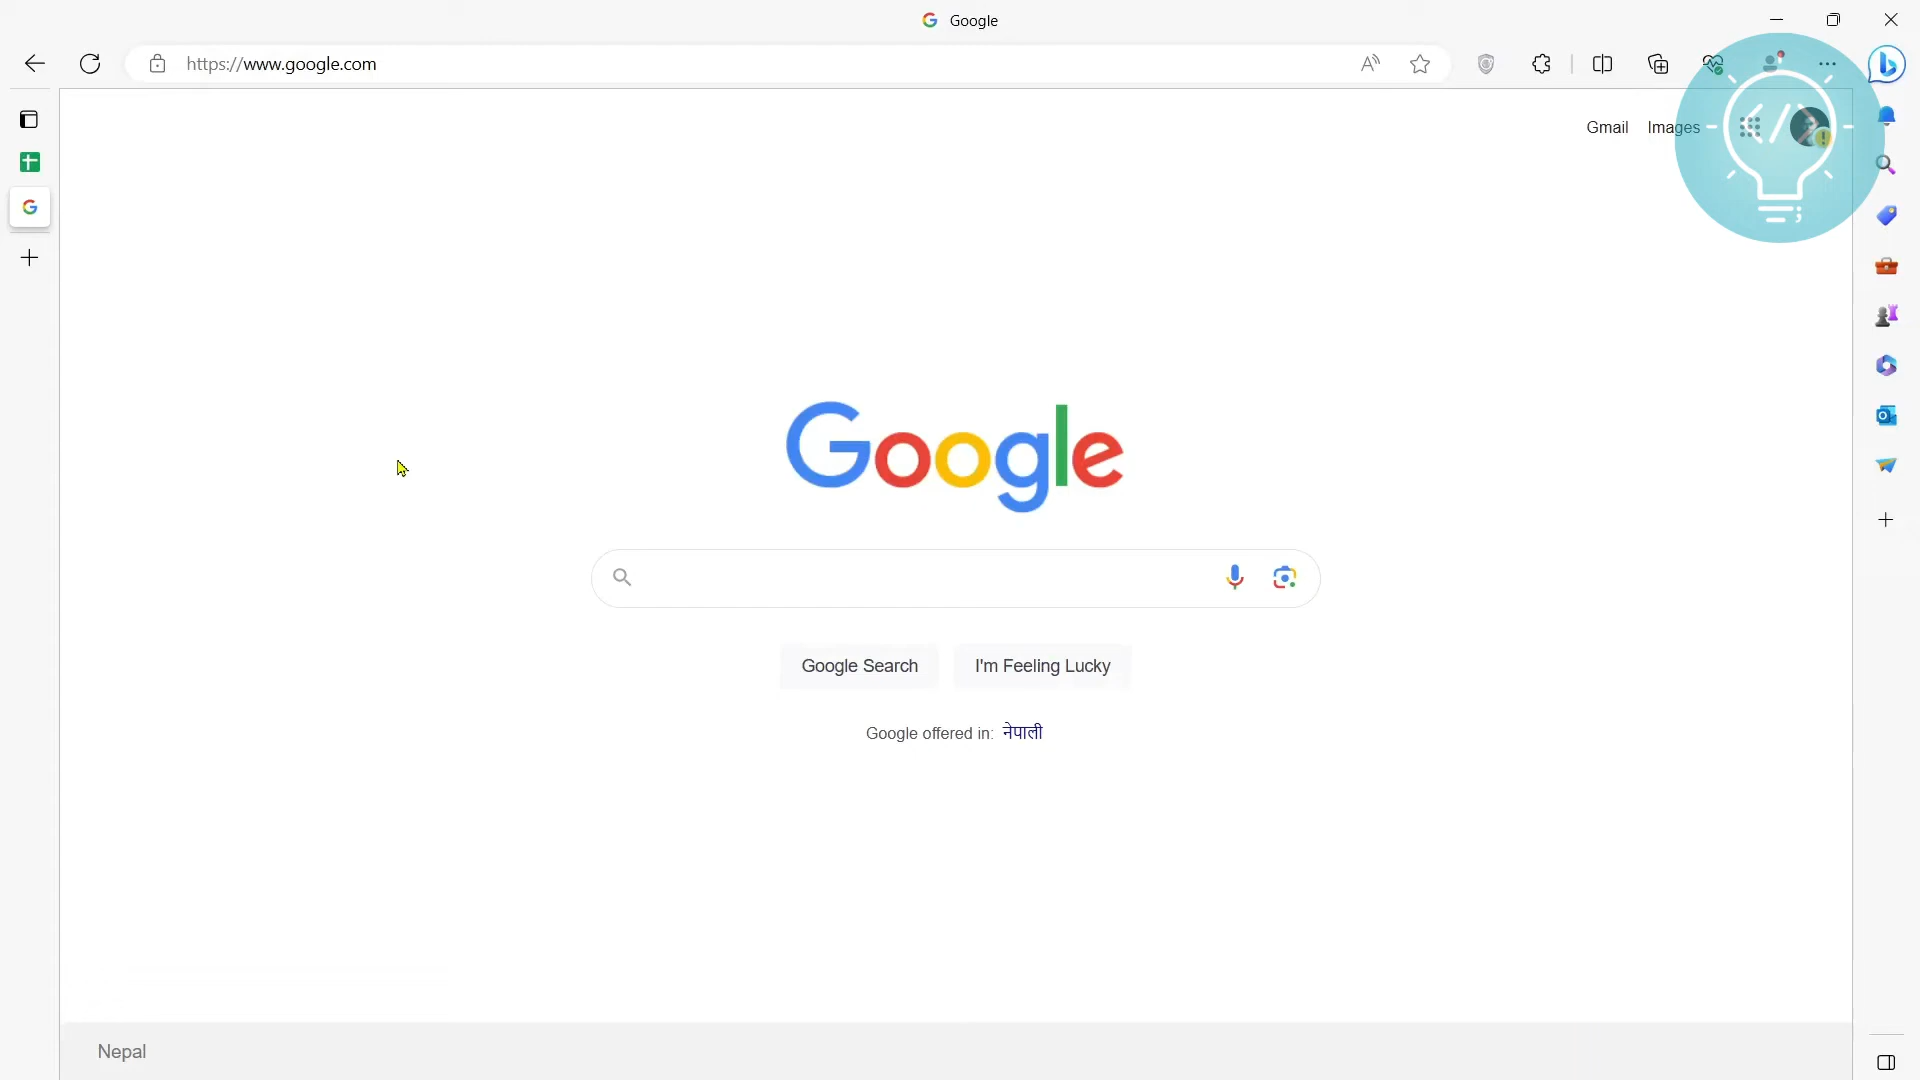 Google
https://www.google.com
Gmail Images
Google
Google Search I'm Feeling Lucky
Google offered in: नेपाली
Nepal